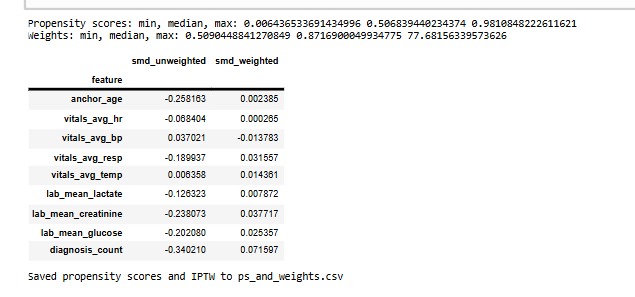 Propensity scores: min, median, max: 0.006436533691434996 0.506839440234374 0.9810848222611621
Weights: min, median, max: 0.5090448841270849 0.8716900049934775 77.68156339573626
smd_unweighted smd_weighted
feature
anchor_age -0.258163 0.002385
vitals_avg_hr -0.068404 0.000265
vitals_avg_bp 0.037021 -0.013783
vitals_avg_resp -0.189937 0.031557
vitals_avg_temp 0.006358 0.014361
lab_mean_lactate -0.126323 0.007872
lab_mean_creatinine -0.238073 0.037717
lab_mean_glucose -0.202080 0.025357
diagnosis_count -0.340210 0.071597
Saved propensity scores and IPTW to ps_and_weights.csv